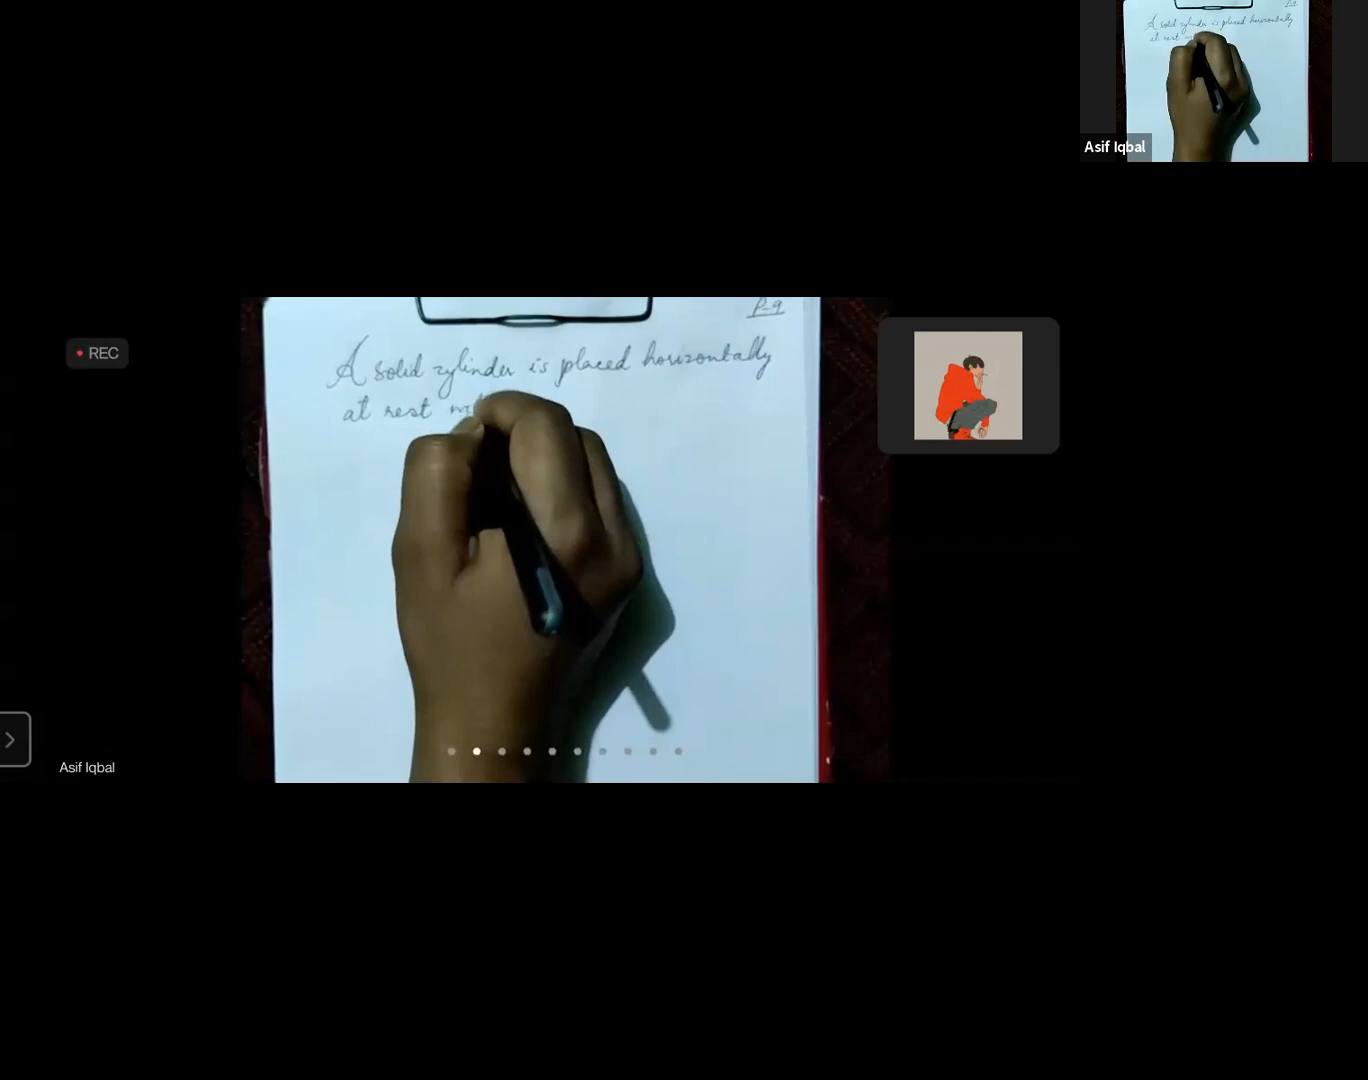 Asif Iqbal
REC
P-9
A solid cylinder is placed horizontally
at rest
Asif Iqbal